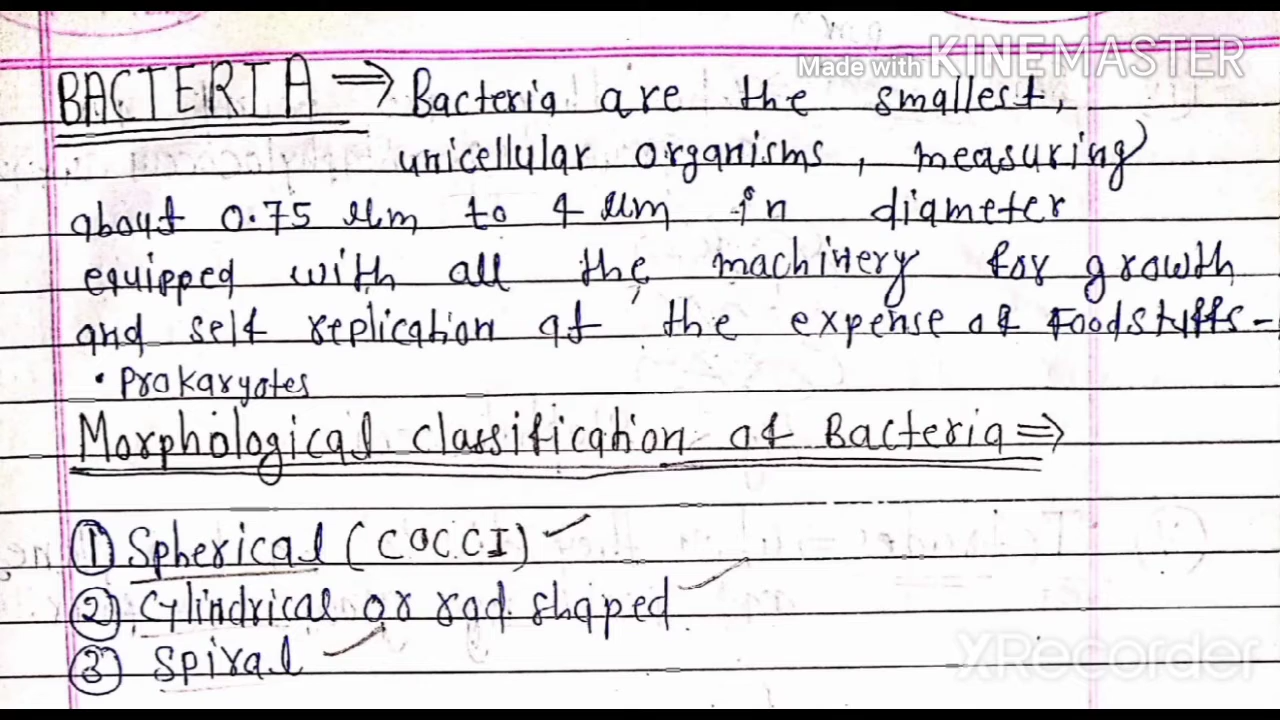 Made with KINEMASTER
BACTERIA ⇒ Bacteria are the smallest,
unicellular organisms, measuring
about 0.75 μm to 4 μm in diameter
equipped with all the machinery for growth
and self replication at the expense of Foodstuffs-
• Prokaryotes
Morphological classification of Bacteria ⇒
① Spherical (COCCI) ✓
② Cylindrical or rod shaped ✓
③ Spiral ✓
XRecorder